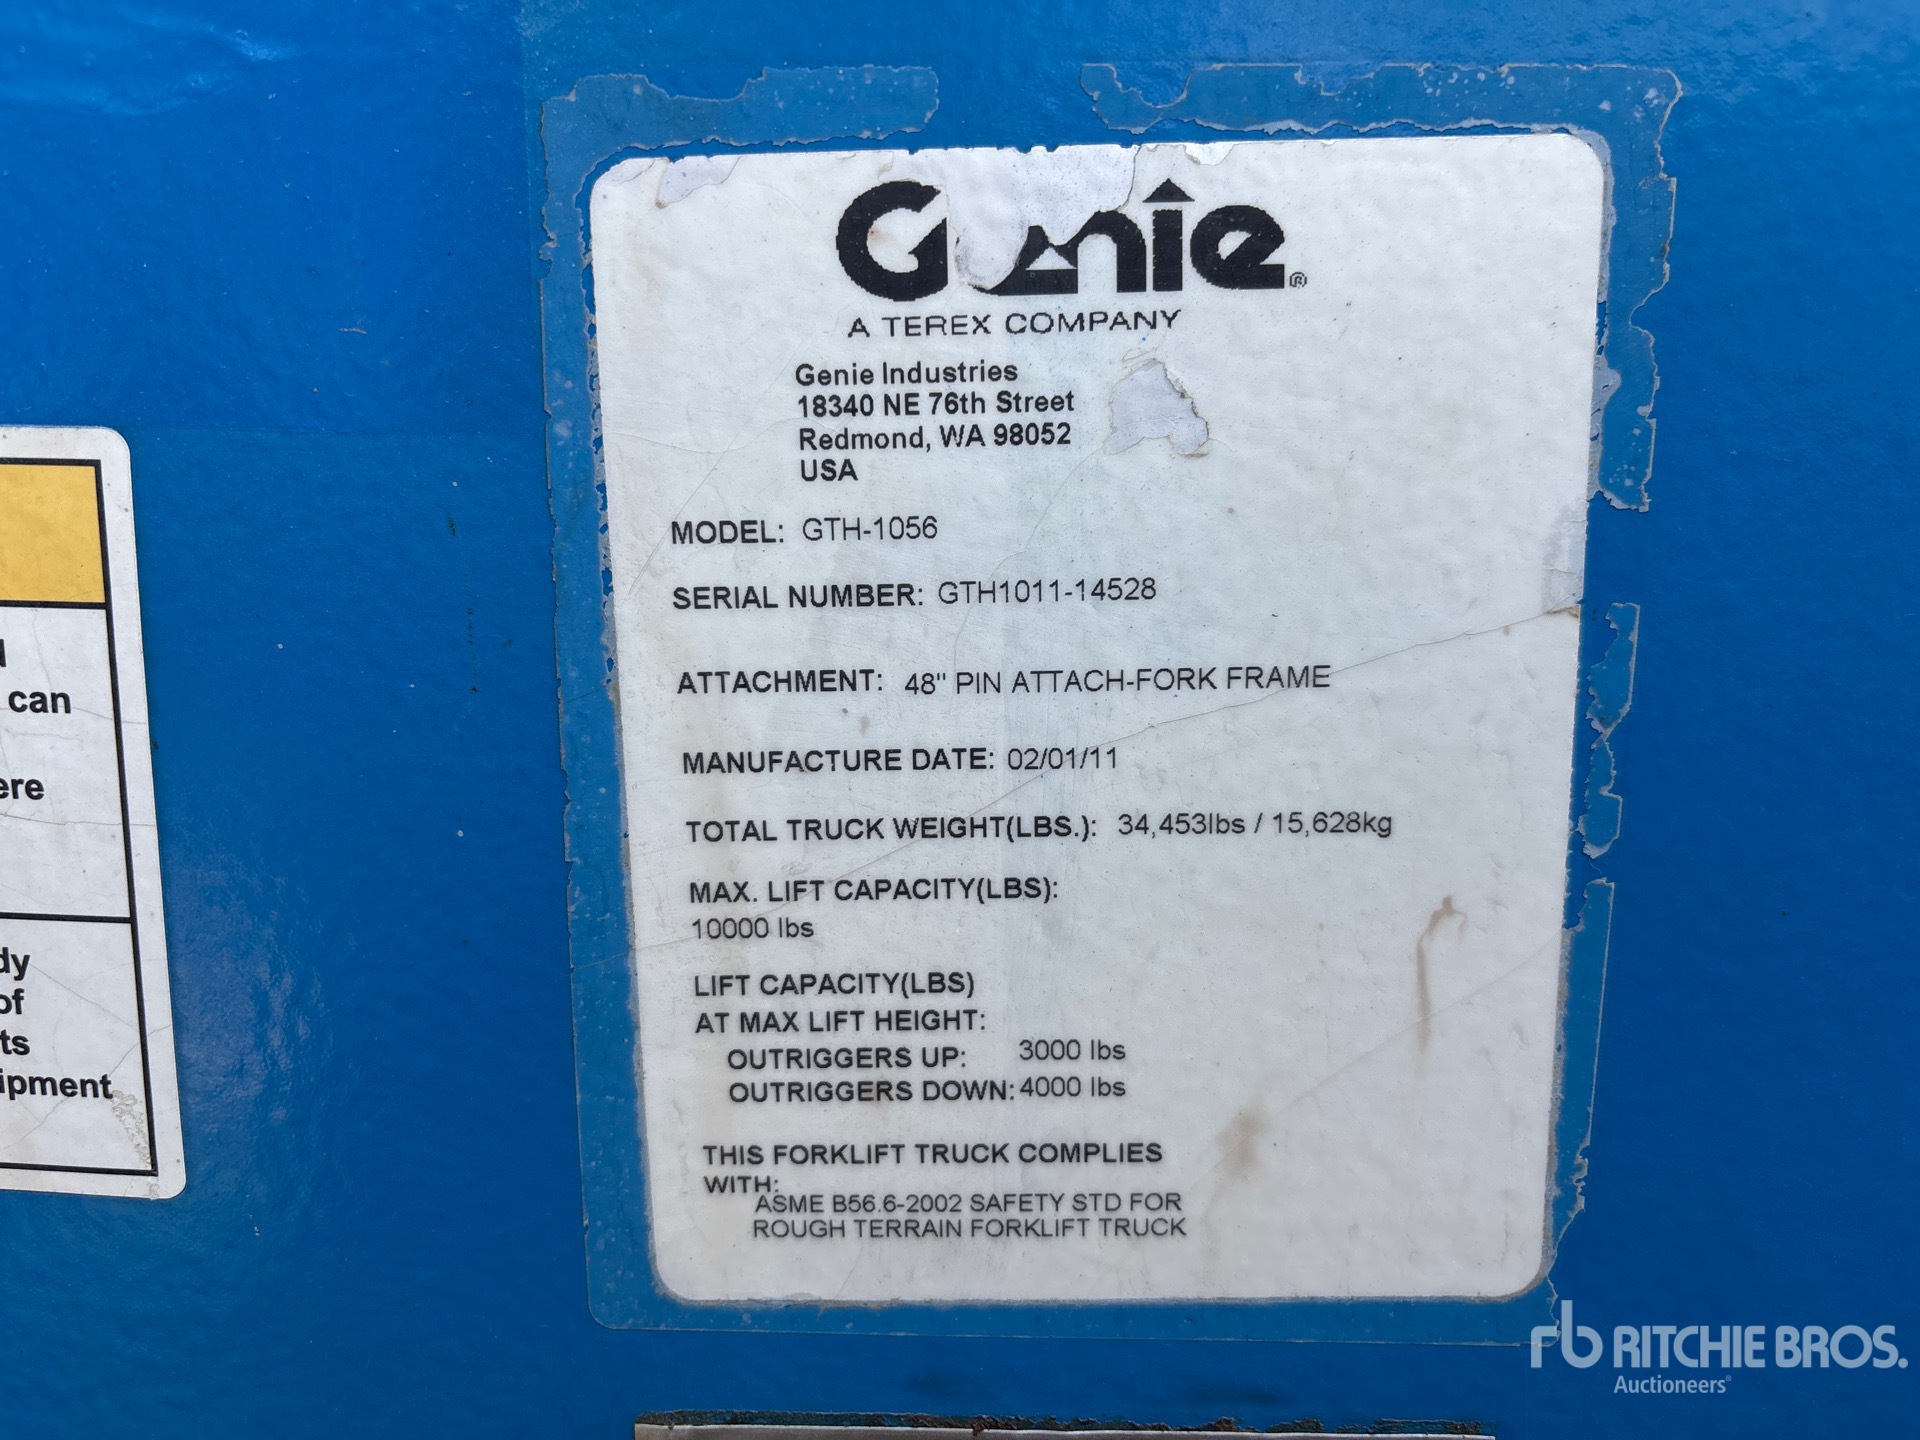 can
ere
dy
of
ts
ipment
Genie®
A TEREX COMPANY
Genie Industries
18340 NE 76th Street
Redmond, WA 98052
USA
MODEL: GTH-1056
SERIAL NUMBER: GTH1011-14528
ATTACHMENT: 48" PIN ATTACH-FORK FRAME
MANUFACTURE DATE: 02/01/11
TOTAL TRUCK WEIGHT(LBS.): 34,453lbs / 15,628kg
MAX. LIFT CAPACITY(LBS):
10000 lbs
LIFT CAPACITY(LBS)
AT MAX LIFT HEIGHT:
OUTRIGGERS UP: 3000 lbs
OUTRIGGERS DOWN: 4000 lbs
THIS FORKLIFT TRUCK COMPLIES
WITH:
ASME B56.6-2002 SAFETY STD FOR
ROUGH TERRAIN FORKLIFT TRUCK
rb RITCHIE BROS.
Auctioneers®